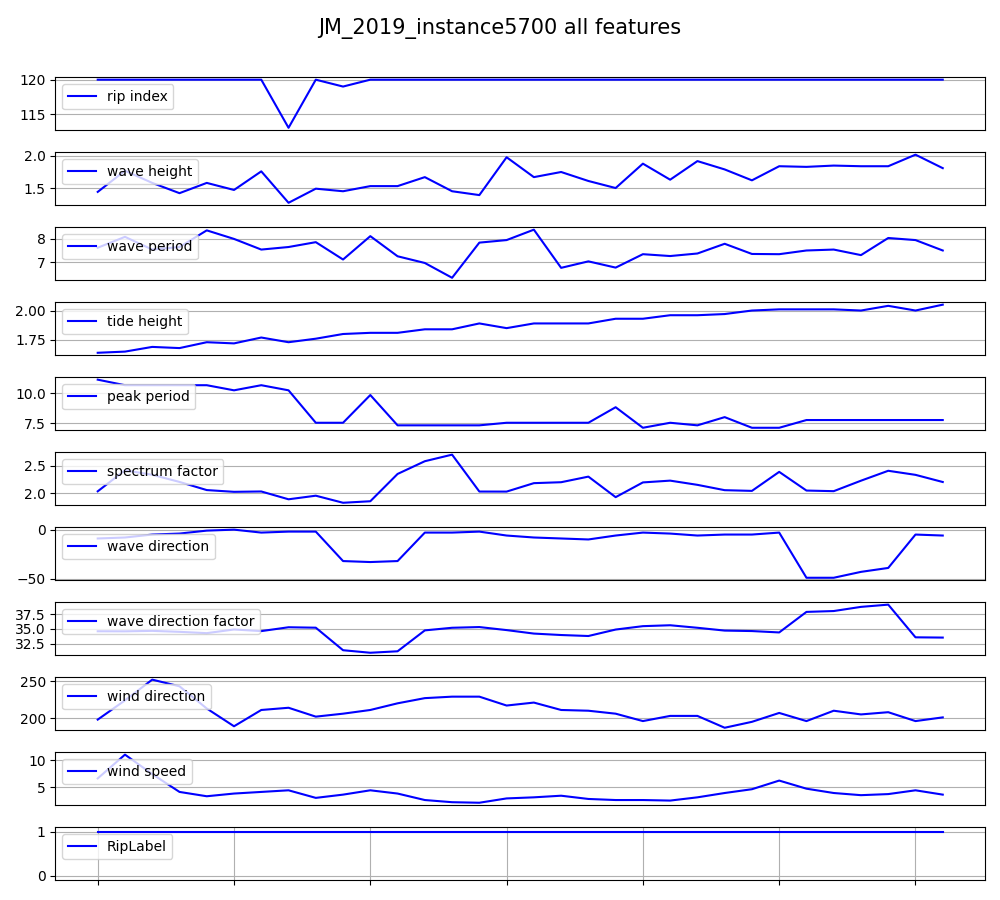 JM_2019_instance5700 all features
120
115
rip index
2.0
1.5
wave height
8
7
wave period
2.00
1.75
tide height
10.0
7.5
peak period
2.5
2.0
spectrum factor
0
−50
wave direction
37.5
35.0
32.5
wave direction factor
250
200
wind direction
10
5
wind speed
1
0
RipLabel